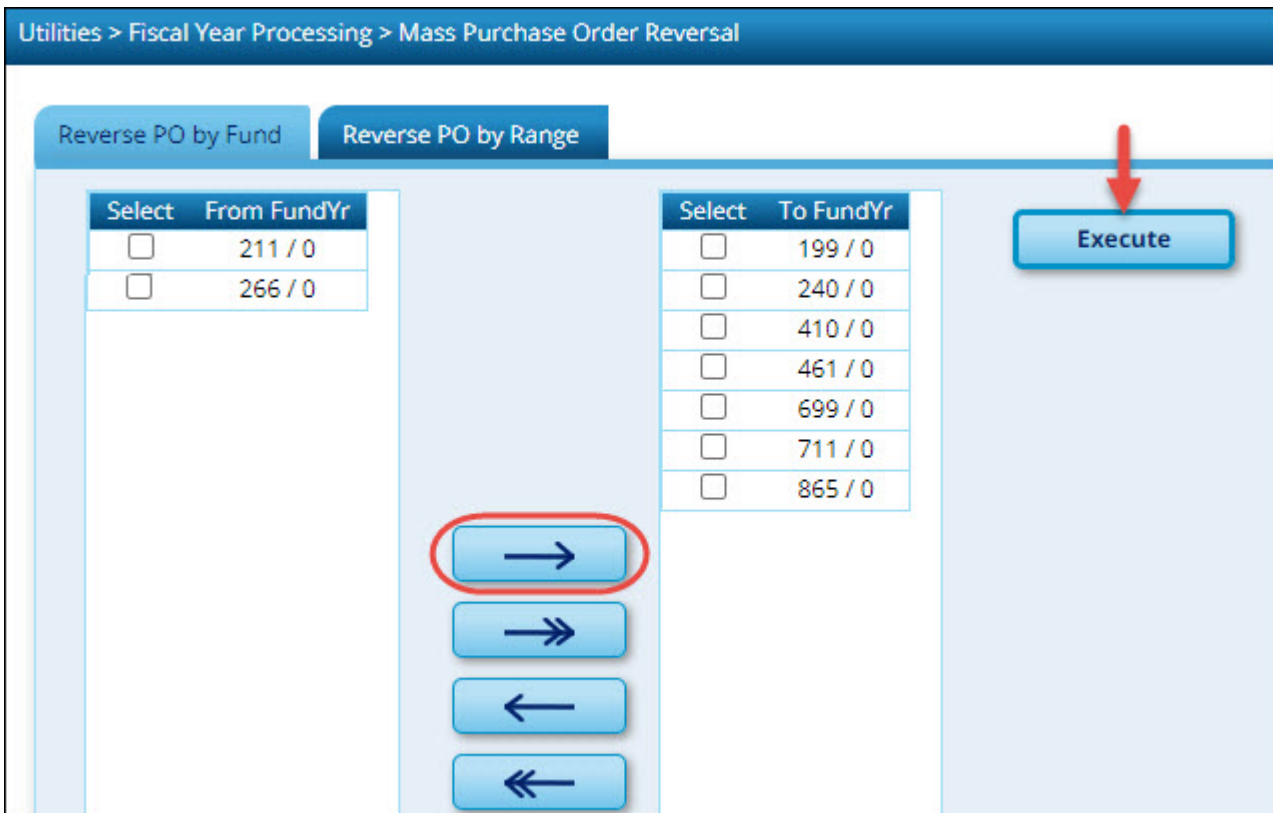 Utilities > Fiscal Year Processing > Mass Purchase Order Reversal
Reverse PO by Fund
Reverse PO by Range
Select From FundYr
211 / 0
266 / 0
Select To FundYr
199 / 0
240 / 0
410 / 0
461 / 0
699 / 0
711 / 0
865 / 0
Execute